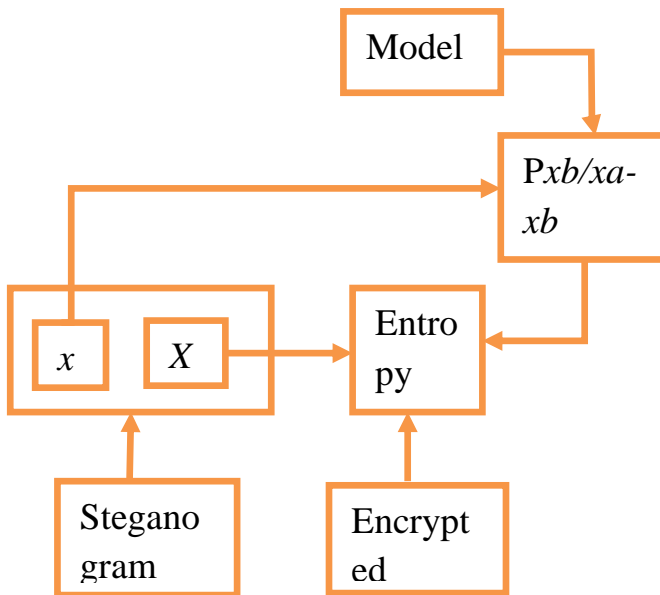 Model
Pxb/xa-
xb
x
X
Entro
py
Stegano
gram
Encrypt
ed